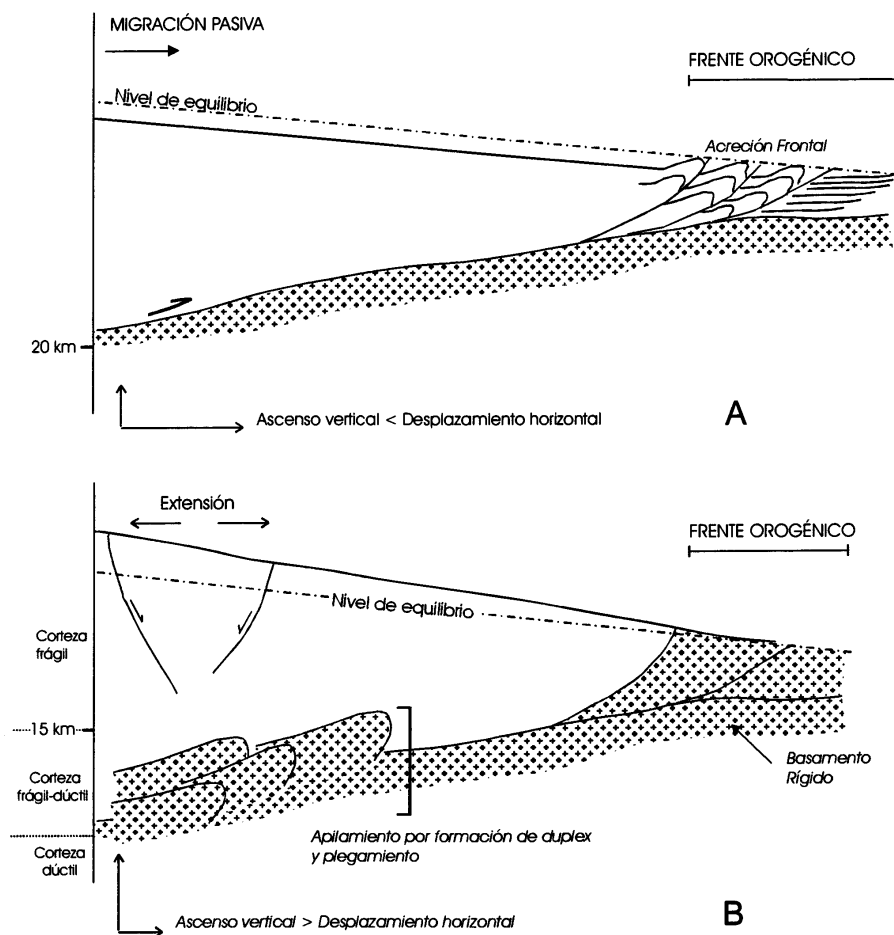 MIGRACIÓN PASIVA
FRENTE OROGÉNICO
Nivel de equilibrio
Acreción Frontal
20 km
Ascenso vertical < Desplazamiento horizontal
A
Extensión
FRENTE OROGÉNICO
Nivel de equilibrio
Corteza
frágil
15 km
Corteza
frágil-dúctil
Basamento
Rígido
Apilamiento por formación de duplex
y plegamiento
Corteza
dúctil
Ascenso vertical > Desplazamiento horizontal
B